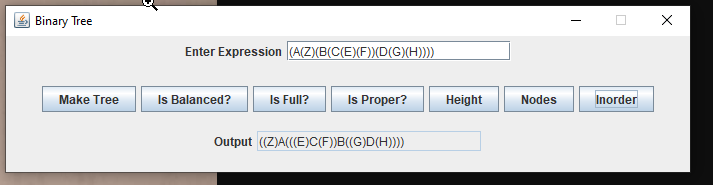 Binary Tree
Enter Expression (A(Z)(B(C(E)(F))(D(G)(H))))
Make Tree Is Balanced? Is Full? Is Proper? Height Nodes Inorder
Output ((Z)A(((E)C(F))B((G)D(H))))